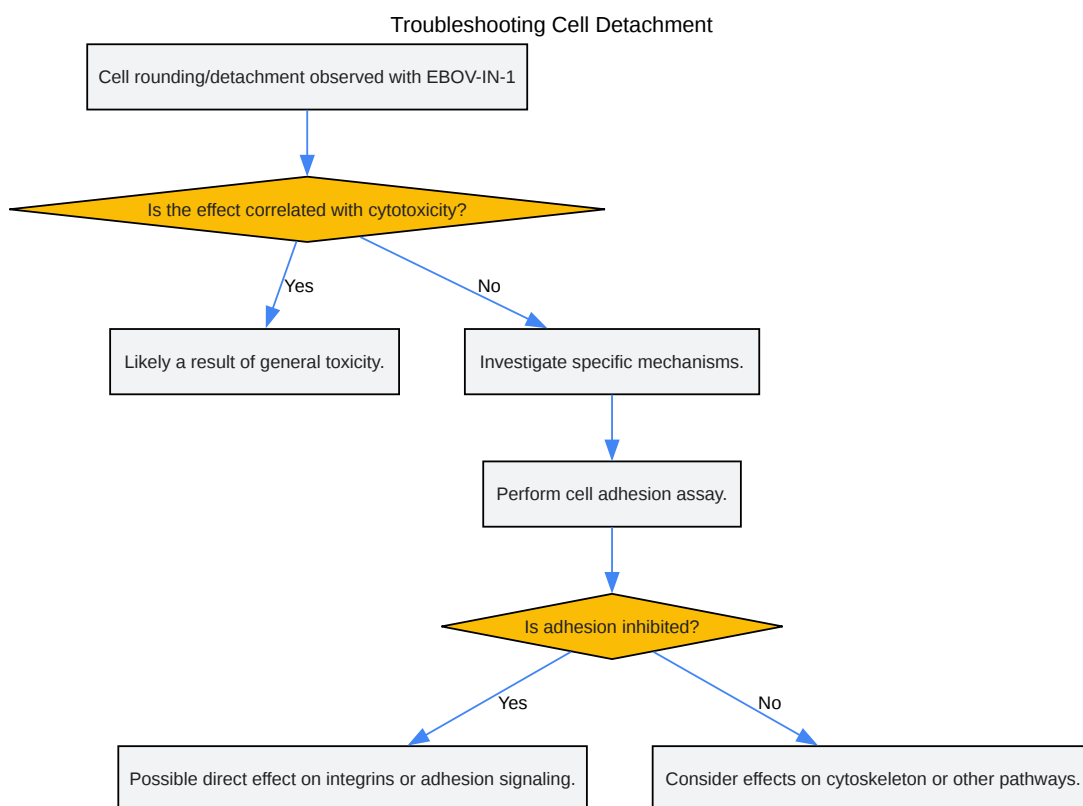 Troubleshooting Cell Detachment
Cell rounding/detachment observed with EBOV-IN-1
Is the effect correlated with cytotoxicity?
Yes
No
Likely a result of general toxicity.
Investigate specific mechanisms.
Perform cell adhesion assay.
Is adhesion inhibited?
Yes
No
Possible direct effect on integrins or adhesion signaling.
Consider effects on cytoskeleton or other pathways.